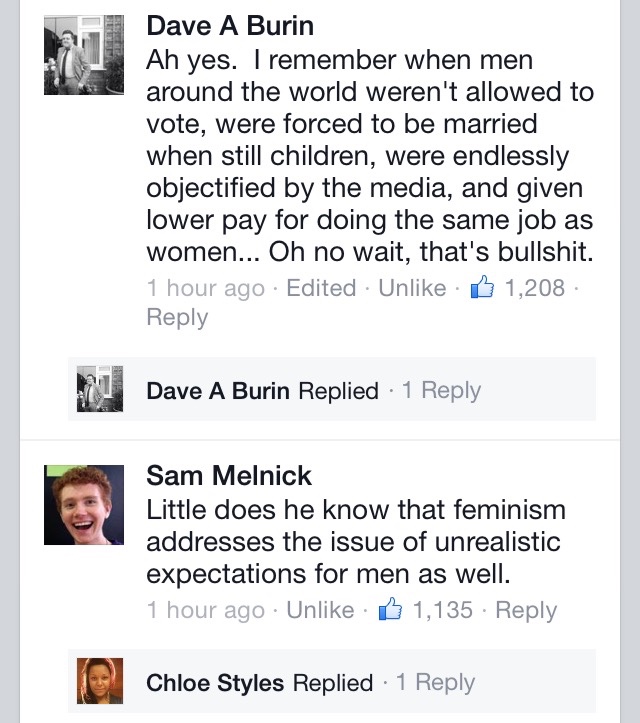 Dave A Burin
Ah yes.  I remember when men
around the world weren't allowed to
vote, were forced to be married
when still children, were endlessly
objectified by the media, and given
lower pay for doing the same job as
women... Oh no wait, that's bullshit.
1 hour ago · Edited · Unlike · 1,208 ·
Reply
Dave A Burin Replied · 1 Reply
Sam Melnick
Little does he know that feminism
addresses the issue of unrealistic
expectations for men as well.
1 hour ago · Unlike · 1,135 · Reply
Chloe Styles Replied · 1 Reply